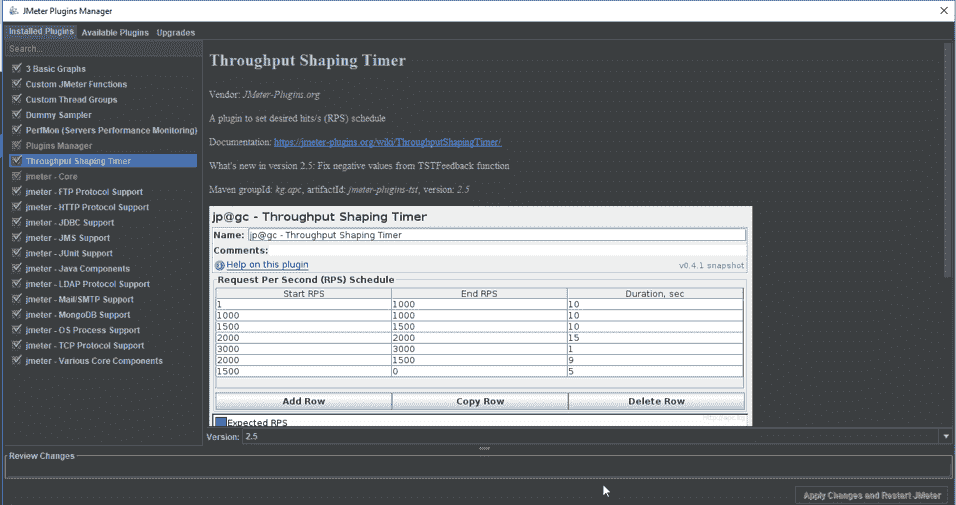 JMeter Plugins Manager
Installed Plugins Available Plugins Upgrades
Search...
3 Basic Graphs
Custom JMeter Functions
Custom Thread Groups
Dummy Sampler
PerfMon (Servers Performance Monitoring)
Plugins Manager
Throughput Shaping Timer
jmeter - Core
jmeter - FTP Protocol Support
jmeter - HTTP Protocol Support
jmeter - JDBC Support
jmeter - JMS Support
jmeter - JUnit Support
jmeter - Java Components
jmeter - LDAP Protocol Support
jmeter - Mail/SMTP Support
jmeter - MongoDB Support
jmeter - OS Process Support
jmeter - TCP Protocol Support
jmeter - Various Core Components
Throughput Shaping Timer
Vendor: JMeter-Plugins.org
A plugin to set desired hits/s (RPS) schedule
Documentation: https://jmeter-plugins.org/wiki/ThroughputShapingTimer/
What's new in version 2.5: Fix negative values from TSTFeedback function
Maven groupId: kg.apc, artifactId: jmeter-plugins-tst, version: 2.5
jp@gc - Throughput Shaping Timer
Name: jp@gc - Throughput Shaping Timer
Comments:
Help on this plugin v0.4.1 snapshot
Request Per Second (RPS) Schedule
Start RPS End RPS Duration, sec
1 1000 10
1000 1000 10
1500 1500 10
2000 2000 15
3000 3000 1
2000 1500 9
1500 0 5
Add Row Copy Row Delete Row
Expected RPS
Version: 2.5
Review Changes
Apply Changes and Restart JMeter